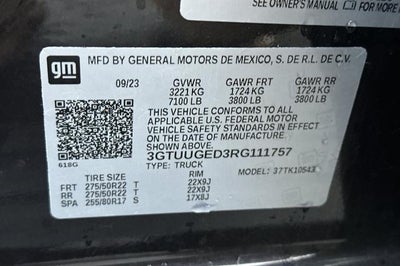 SEE OWNER'S MANUAL
FOR MORE
gm
MFD BY GENERAL MOTORS DE MEXICO, S. DE R.L. DE C.V.
09/23 GVWR GAWR FRT GAWR RR
3221 KG 1724 KG 1724 KG
7100 LB 3800 LB 3800 LB
THIS VEHICLE CONFORMS TO ALL
APPLICABLE U.S. FEDERAL MOTOR
VEHICLE SAFETY STANDARDS IN EFFECT
ON THE DATE OF MANUFACTURE
SHOWN ABOVE.
3GTUUGED3RG111757
618G
TYPE: TRUCK MODEL: 37TK10543
TIRE SIZE RIM
FRT 275/50R22 T 22X9J
RR 275/50R22 T 22X9J
SPA 255/80R17 S 17X8J